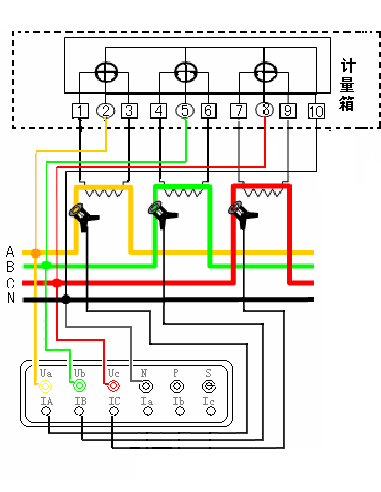 计量箱
1 2 3 4 5 6 7 8 9 10
A
B
C
N
Ua Ub Uc N P S
IA IB IC Ia Ib Ic